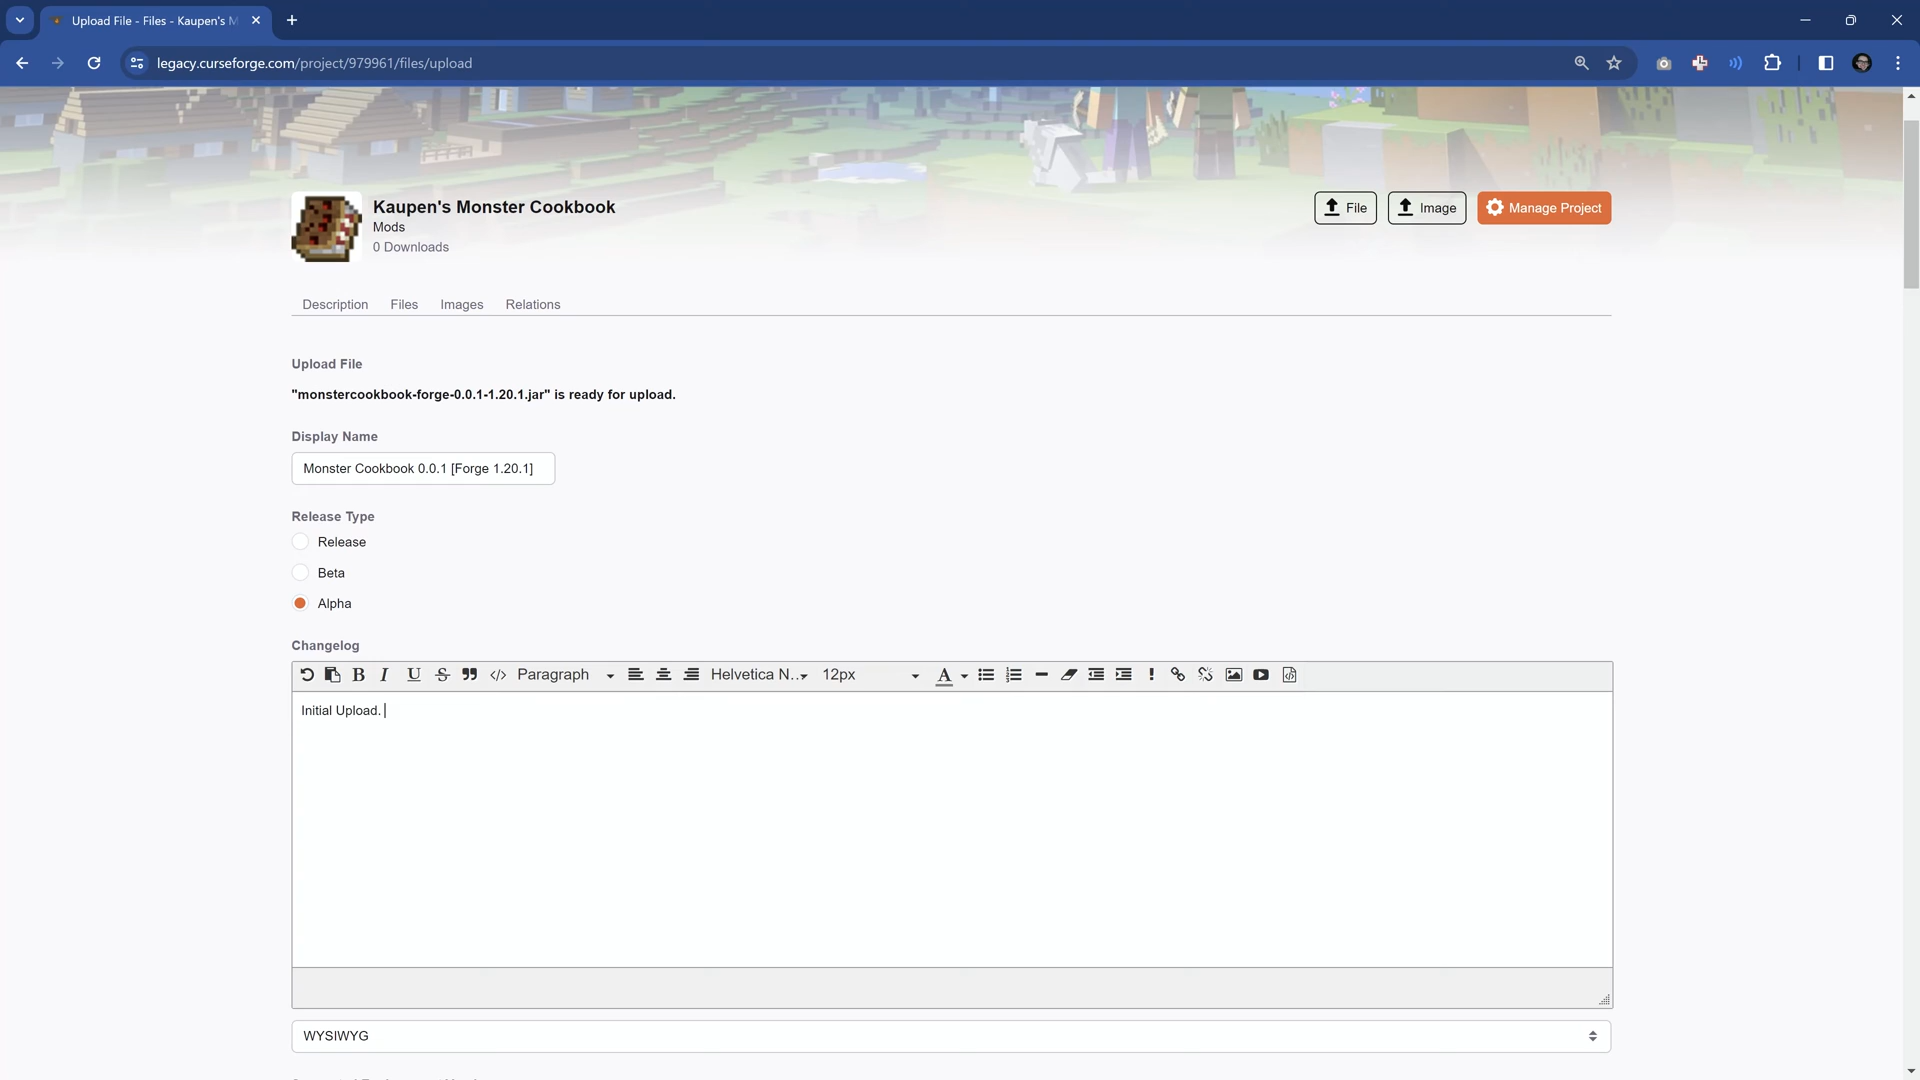 Upload File - Files - Kaupen's M
legacy.curseforge.com/project/979961/files/upload
Kaupen's Monster Cookbook
Mods
0 Downloads
File
Image
Manage Project
Description
Files
Images
Relations
Upload File
"monstercookbook-forge-0.0.1-1.20.1.jar" is ready for upload.
Display Name
Monster Cookbook 0.0.1 [Forge 1.20.1]
Release Type
Release
Beta
Alpha
Changelog
Paragraph
Helvetica N...
12px
Initial Upload.
WYSIWYG